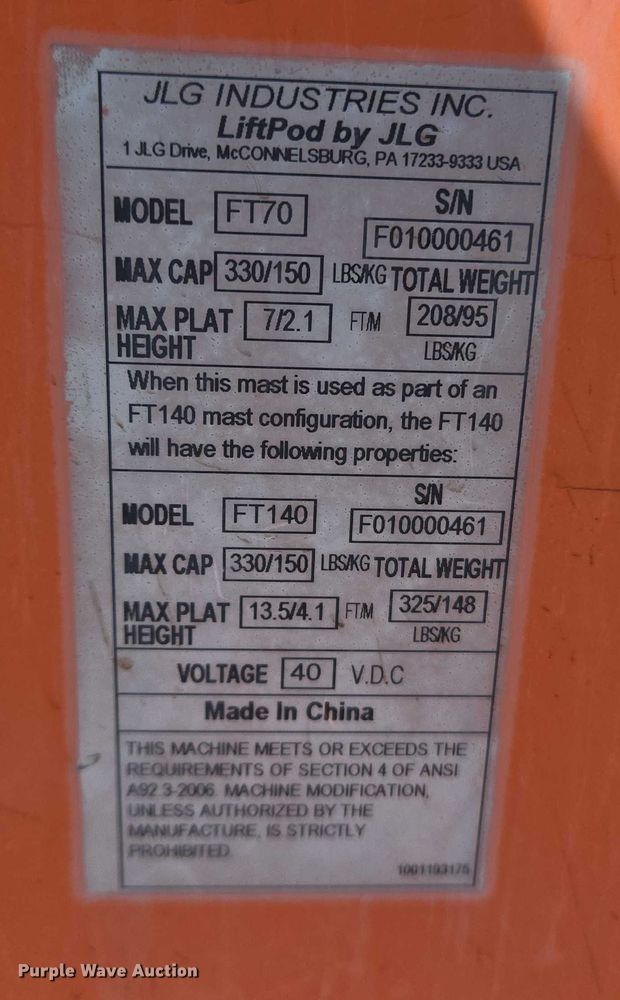 JLG INDUSTRIES INC.
LiftPod by JLG
1 JLG Drive, McCONNELSBURG, PA 17233-9333 USA
MODEL FT70 S/N
F010000461
MAX CAP 330/150 LBS/KG TOTAL WEIGHT
MAX PLAT 7/2.1 FT/M 208/95
HEIGHT LBS/KG
When this mast is used as part of an
FT140 mast configuration, the FT140
will have the following properties:
MODEL FT140 S/N
F010000461
MAX CAP 330/150 LBS/KG TOTAL WEIGHT
MAX PLAT 13.5/4.1 FT/M 325/148
HEIGHT LBS/KG
VOLTAGE 40 V.D.C
Made In China
THIS MACHINE MEETS OR EXCEEDS THE
REQUIREMENTS OF SECTION 4 OF ANSI
A92.3-2006. MACHINE MODIFICATION,
UNLESS AUTHORIZED BY THE
MANUFACTURE, IS STRICTLY
PROHIBITED.
1001193175
Purple Wave Auction